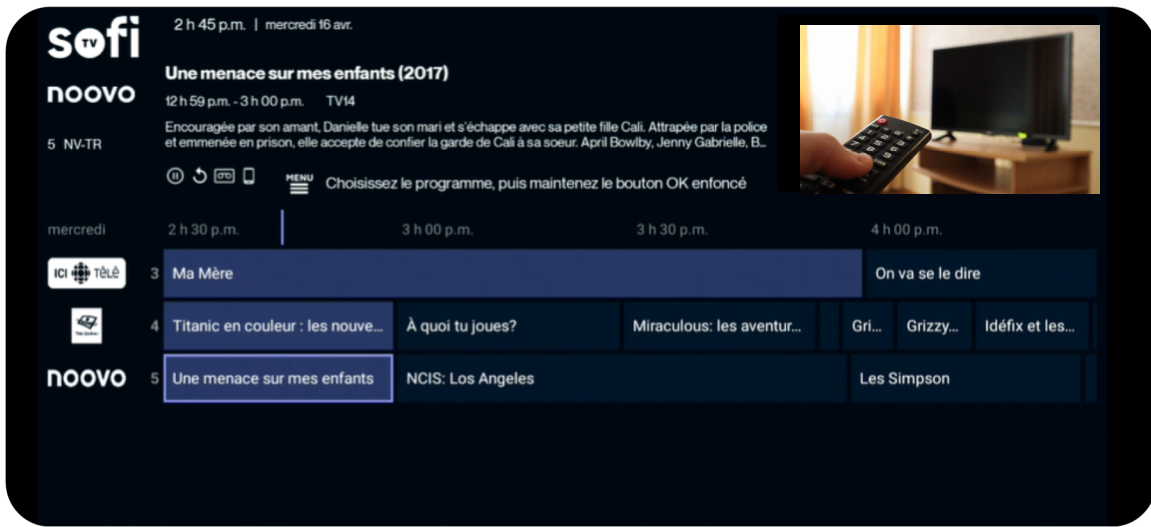 sofi
TV
2 h 45 p.m. | mercredi 16 avr.
noovo
5 NV-TR
Une menace sur mes enfants (2017)
12 h 59 p.m. - 3 h 00 p.m. TV14
Encouragée par son amant, Danielle tue son mari et s'échappe avec sa petite fille Cali. Attrapée par la police
et emmenée en prison, elle accepte de confier la garde de Cali à sa soeur. April Bowlby, Jenny Gabrielle, B...
MENU Choisissez le programme, puis maintenez le bouton OK enfoncé
mercredi 2 h 30 p.m. 3 h 00 p.m. 3 h 30 p.m. 4 h 00 p.m.
ICI TÉLÉ 3 Ma Mère On va se le dire
4 Titanic en couleur : les nouve... À quoi tu joues? Miraculous: les aventur... Gri... Grizzy... Idéfix et les...
noovo 5 Une menace sur mes enfants NCIS: Los Angeles Les Simpson